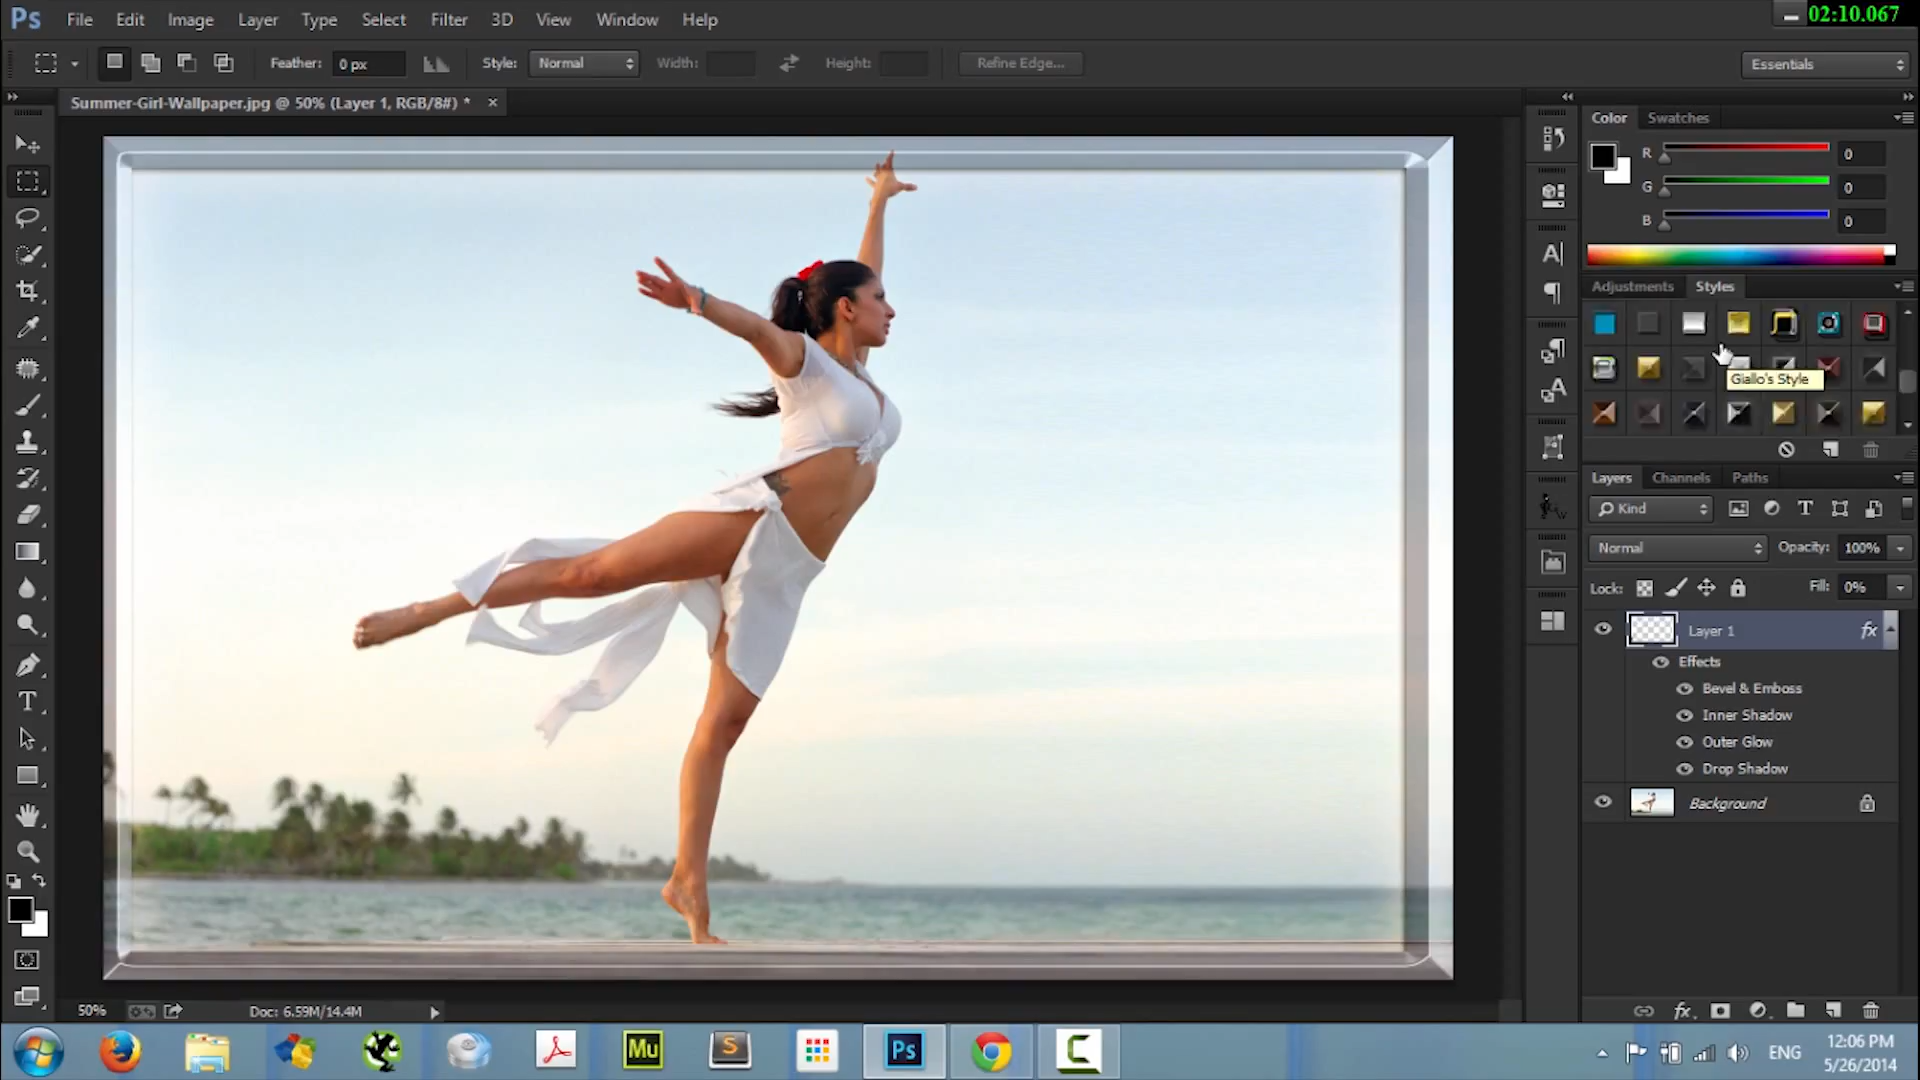 Ps File Edit Image Layer Type Select Filter 3D View Window Help
02:10.067
Feather: 0 px Style: Normal Width: Height: Refine Edge... Essentials
Summer-Girl-Wallpaper.jpg @ 50% (Layer 1, RGB/8#) * ×
Color Swatches
R 0
G 0
B 0
Adjustments Styles
Giallo's Style
Layers Channels Paths
Kind
Normal Opacity: 100%
Lock: Fill: 0%
Layer 1 fx
Effects
Bevel & Emboss
Inner Shadow
Outer Glow
Drop Shadow
Background
50% Doc: 6.59M/14.4M
fx
Mu S Ps C
ENG
12:06 PM
5/26/2014